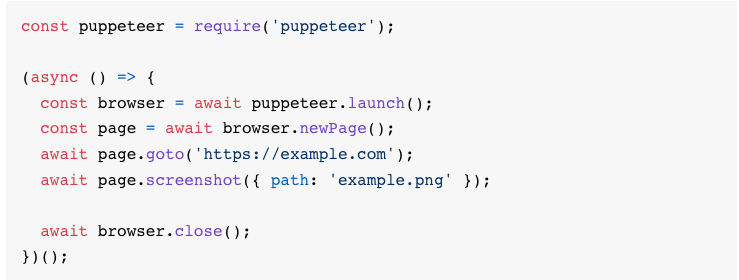 const puppeteer = require('puppeteer');

(async () => {
  const browser = await puppeteer.launch();
  const page = await browser.newPage();
  await page.goto('https://example.com');
  await page.screenshot({ path: 'example.png' });

  await browser.close();
})();